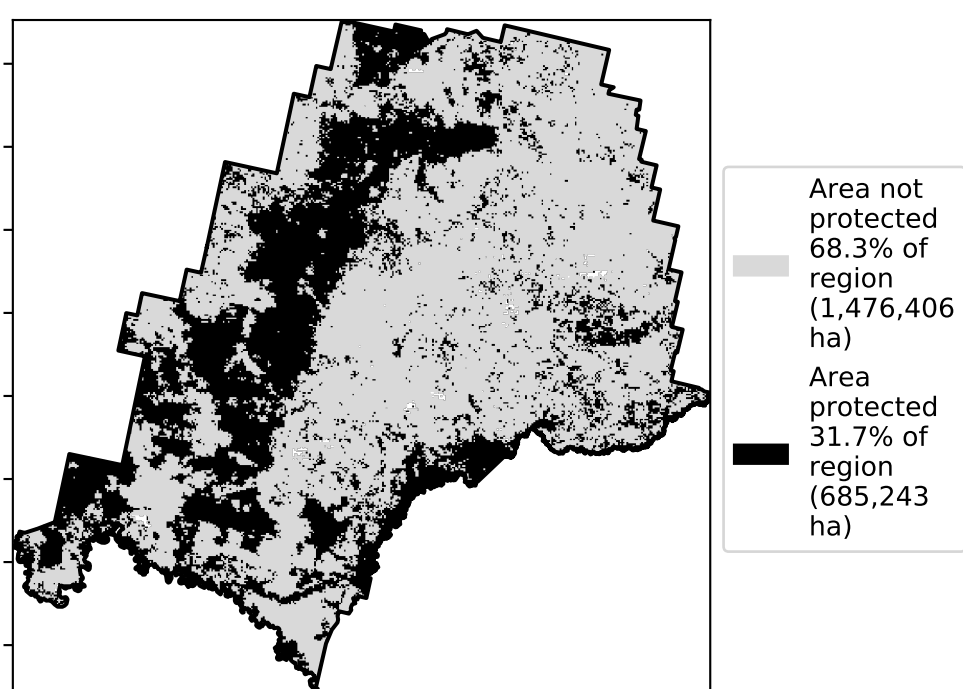 Area not
protected
68.3% of
region
(1,476,406
ha)
Area
protected
31.7% of
region
(685,243
ha)